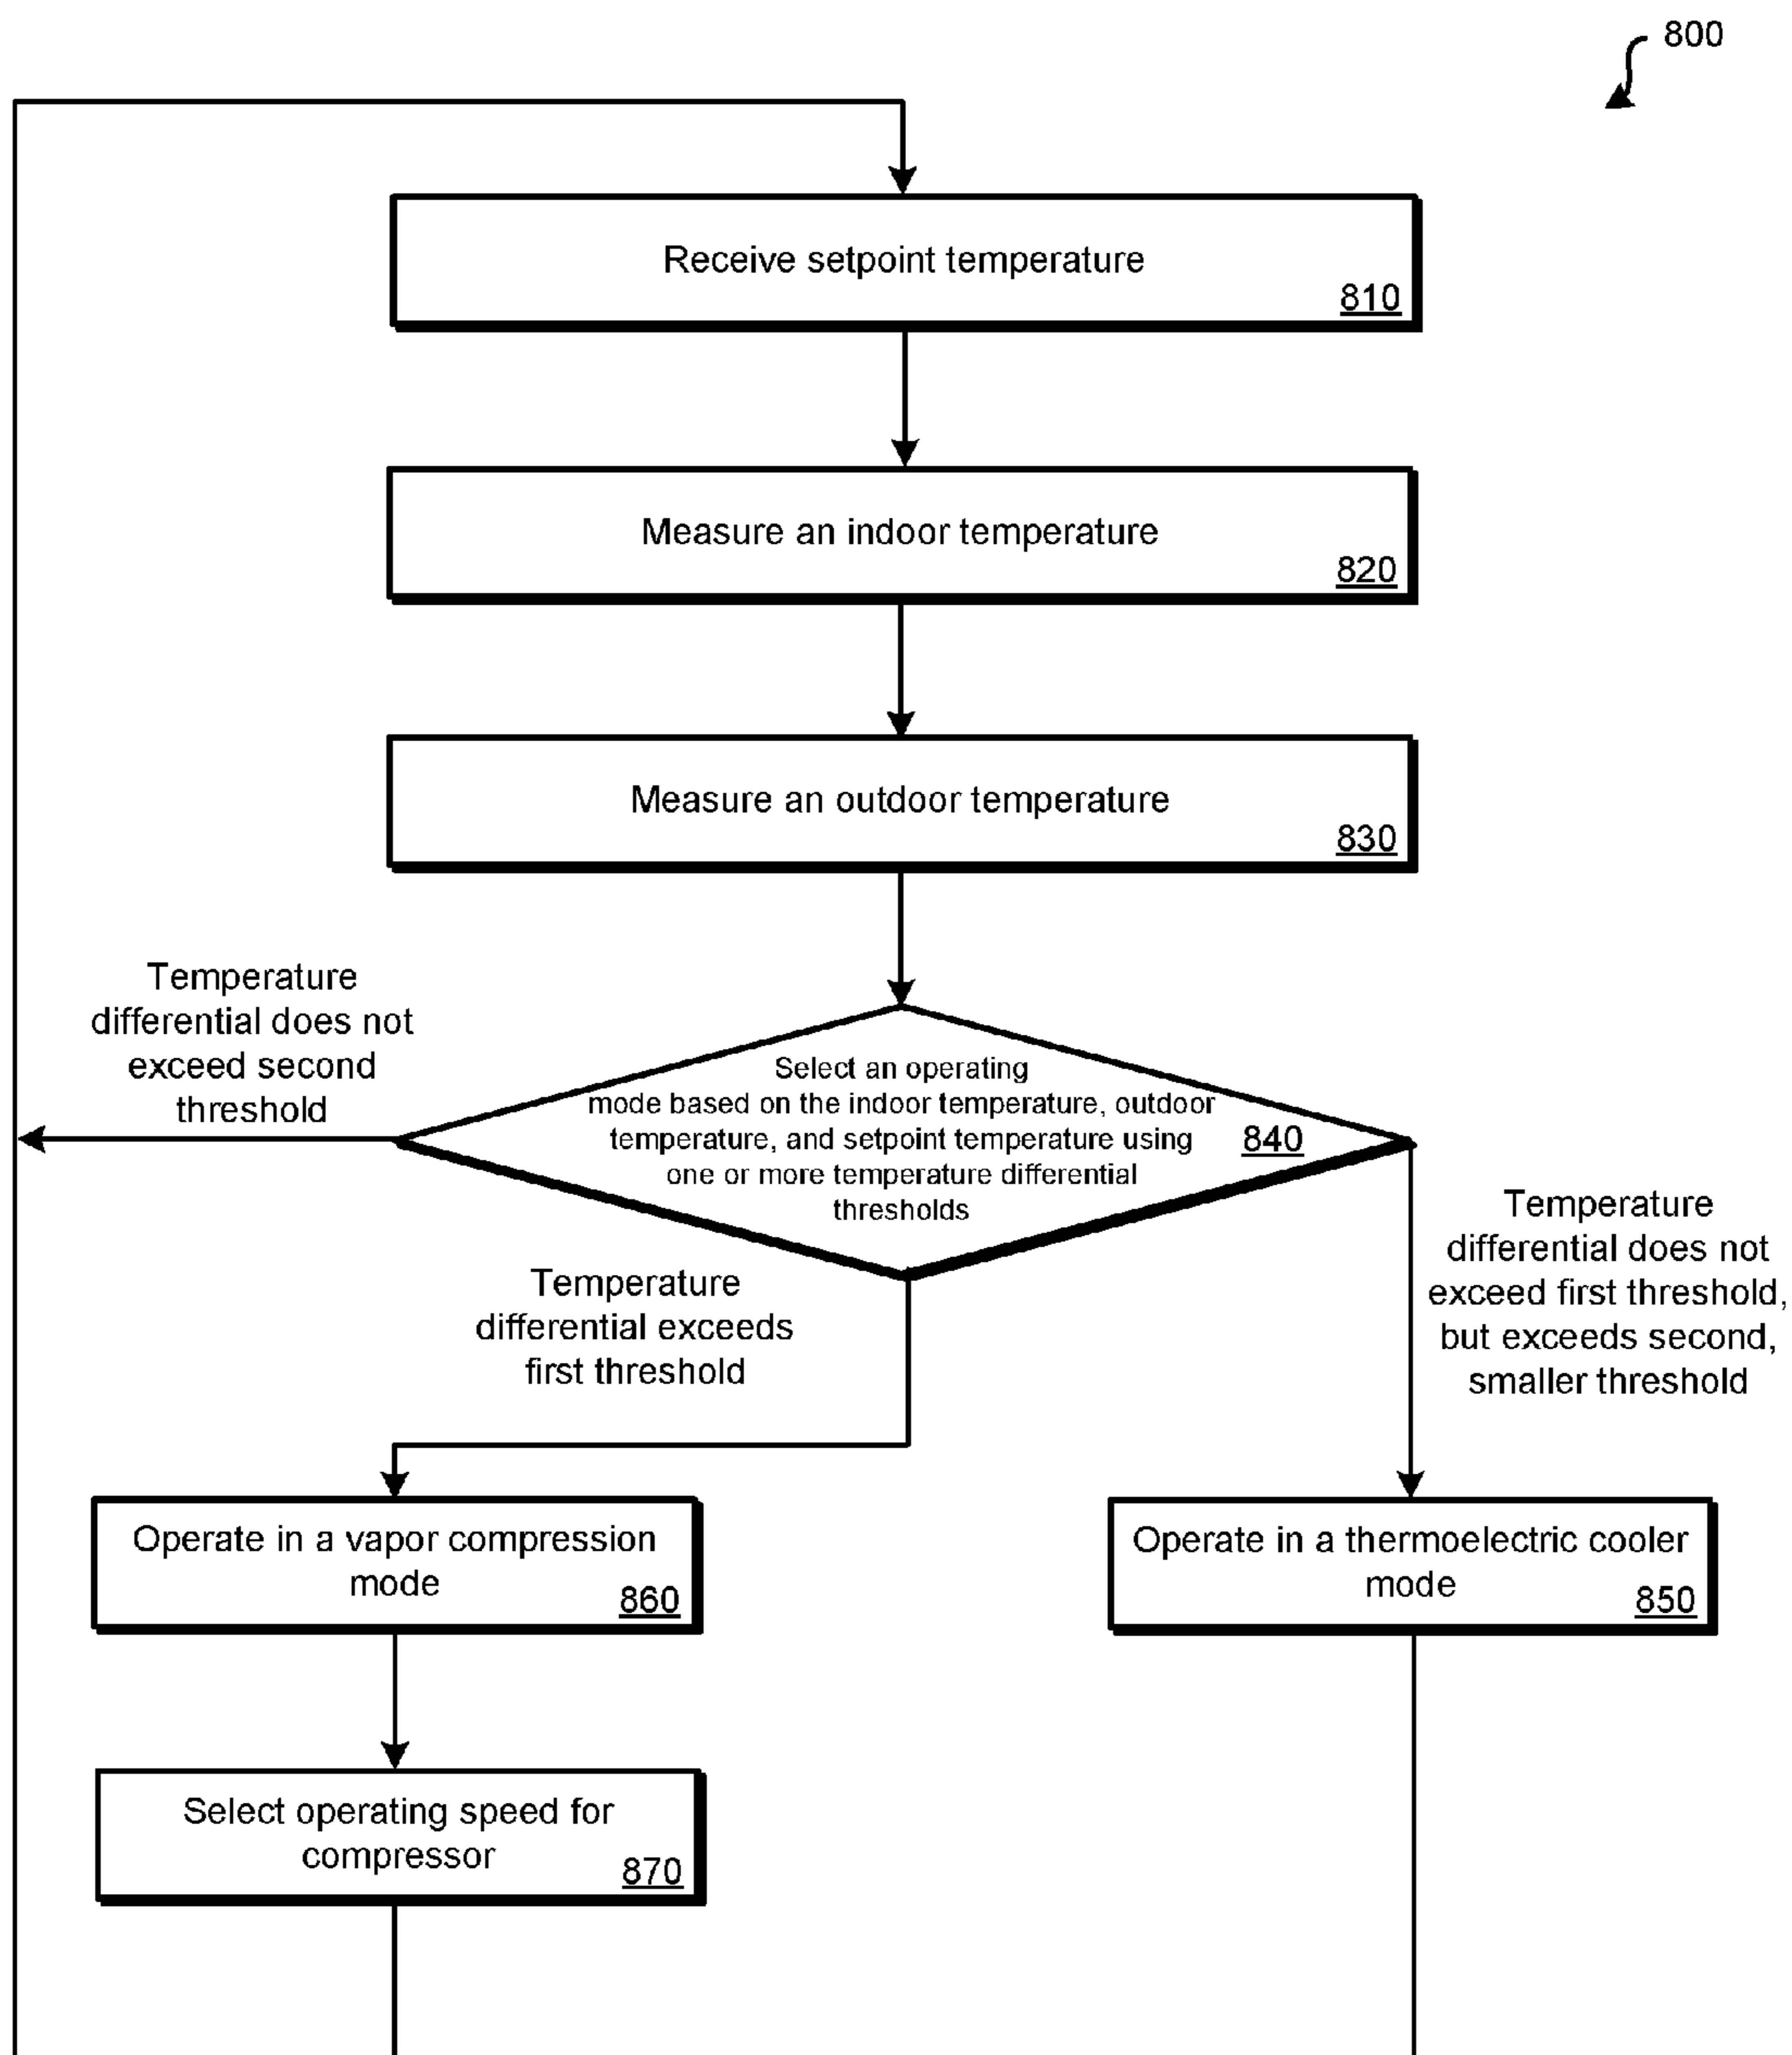 800
Receive setpoint temperature
810
Measure an indoor temperature
820
Measure an outdoor temperature
830
Temperature
differential does not
exceed second
threshold
Select an operating
mode based on the indoor temperature, outdoor
temperature, and setpoint temperature using
one or more temperature differential
thresholds
840
Temperature
differential exceeds
first threshold
Temperature
differential does not
exceed first threshold,
but exceeds second,
smaller threshold
Operate in a vapor compression
mode
860
Operate in a thermoelectric cooler
mode
850
Select operating speed for
compressor
870